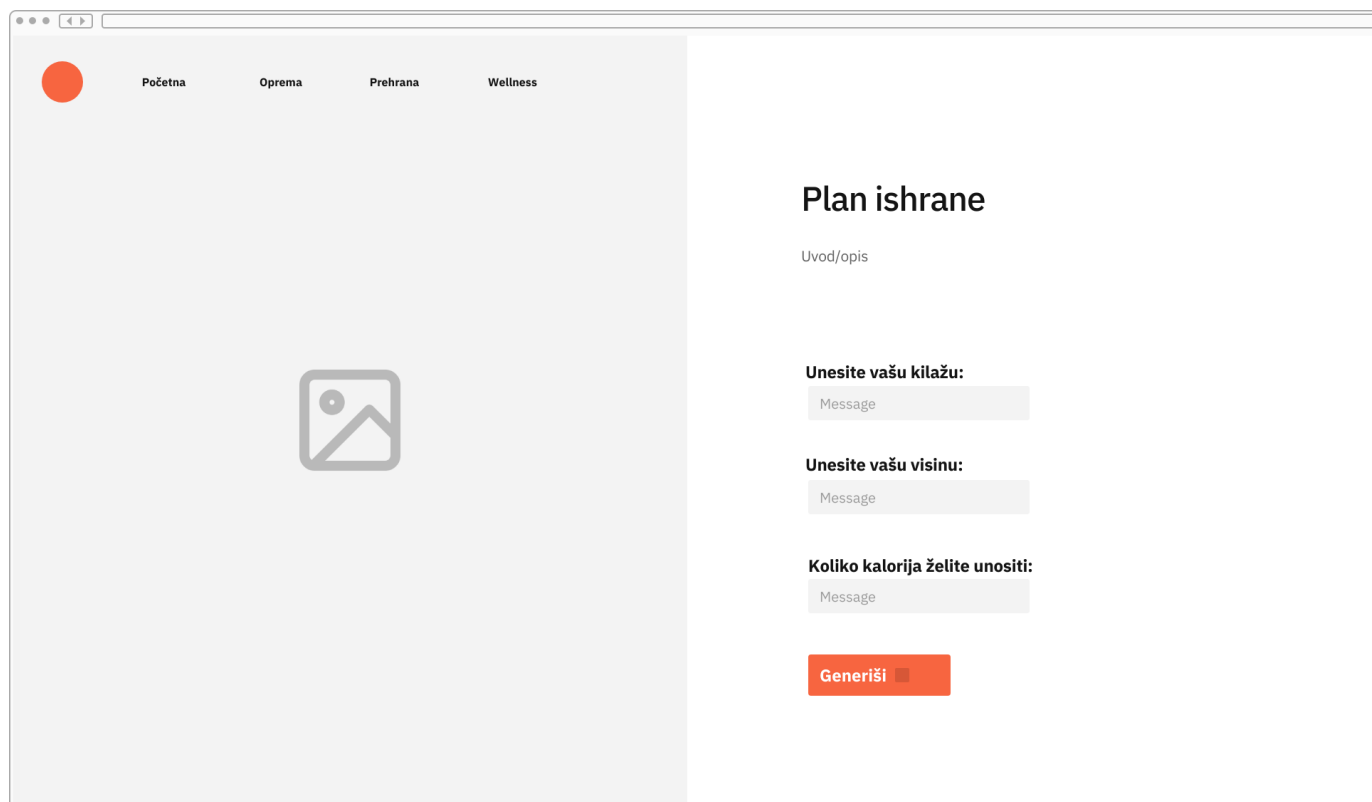 Početna Oprema Prehrana Wellness
Plan ishrane
Uvod/opis
Unesite vašu kilažu:
Message
Unesite vašu visinu:
Message
Koliko kalorija želite unositi:
Message
Generiši